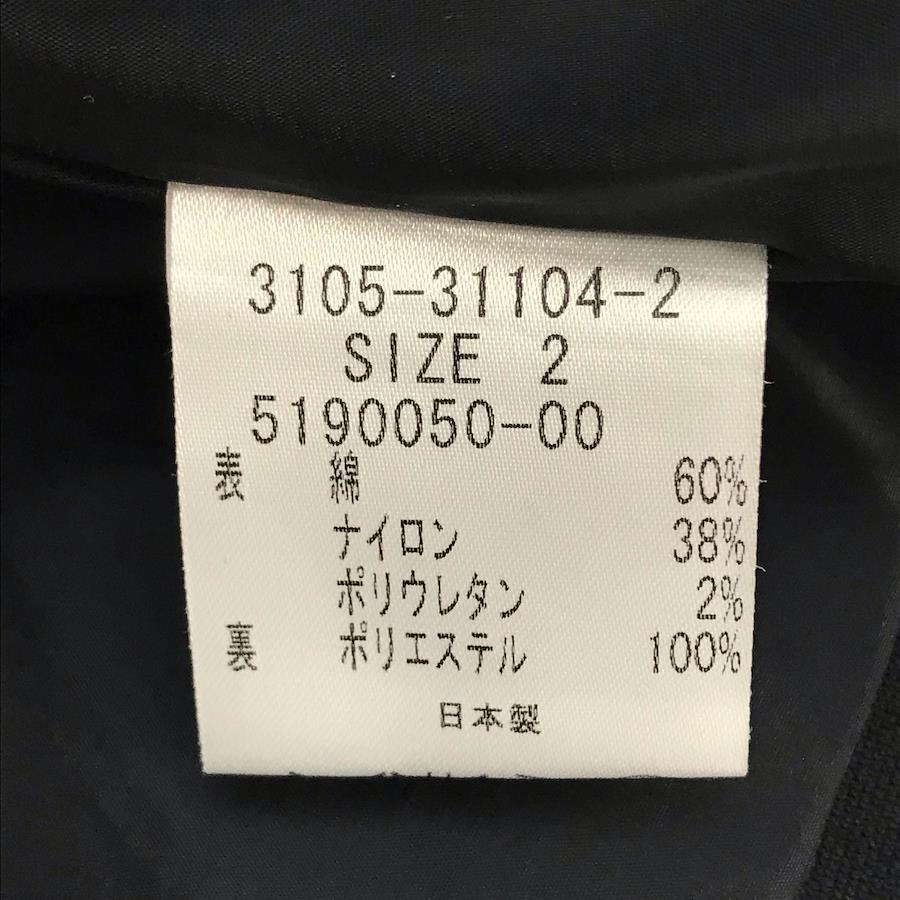 3105-31104-2
SIZE 2
5190050-00
表 綿 60%
ナイロン 38%
ポリウレタン 2%
裏 ポリエステル 100%
日本製